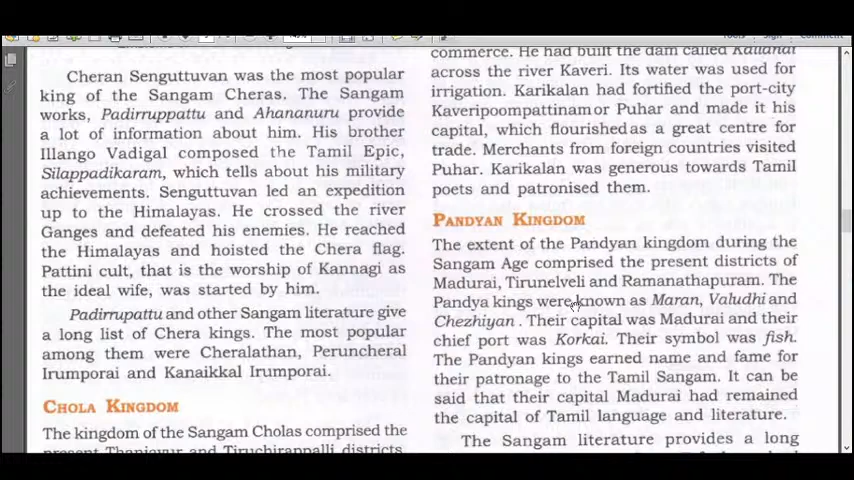 Tools Sign Comment
Cheran Senguttuvan was the most popular
king of the Sangam Cheras. The Sangam
works, Padirruppattu and Ahananuru provide
a lot of information about him. His brother
Illango Vadigal composed the Tamil Epic,
Silappadikaram, which tells about his military
achievements. Senguttuvan led an expedition
up to the Himalayas. He crossed the river
Ganges and defeated his enemies. He reached
the Himalayas and hoisted the Chera flag.
Pattini cult, that is the worship of Kannagi as
the ideal wife, was started by him.
Padirrupattu and other Sangam literature give
a long list of Chera kings. The most popular
among them were Cheralathan, Peruncheral
Irumporai and Kanaikkal Irumporai.
CHOLA KINGDOM
The kingdom of the Sangam Cholas comprised the
present Thanjavur and Tiruchirappalli districts.
commerce. He had built the dam called Kallanai
across the river Kaveri. Its water was used for
irrigation. Karikalan had fortified the port-city
Kaveripoompattinamor Puhar and made it his
capital, which flourishedas a great centre for
trade. Merchants from foreign countries visited
Puhar. Karikalan was generous towards Tamil
poets and patronised them.
PANDYAN KINGDOM
The extent of the Pandyan kingdom during the
Sangam Age comprised the present districts of
Madurai, Tirunelveli and Ramanathapuram. The
Pandya kings were known as Maran, Valudhi and
Chezhiyan . Their capital was Madurai and their
chief port was Korkai. Their symbol was fish.
The Pandyan kings earned name and fame for
their patronage to the Tamil Sangam. It can be
said that their capital Madurai had remained
the capital of Tamil language and literature.
The Sangam literature provides a long